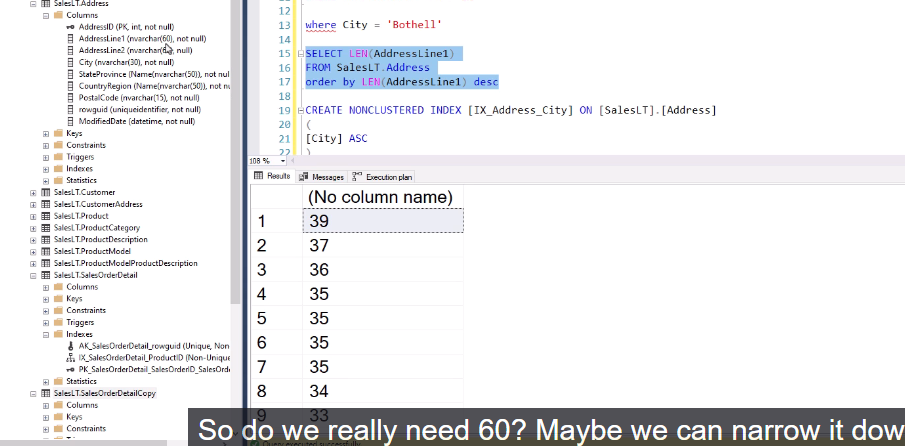 SalesLT.Address
Columns
AddressID (PK, int, not null)
AddressLine1 (nvarchar(60), not null)
AddressLine2 (nvarchar(60), null)
City (nvarchar(30), not null)
StateProvince (Name(nvarchar(50)), not nul
CountryRegion (Name(nvarchar(50)), not nu
PostalCode (nvarchar(15), not null)
rowguid (uniqueidentifier, not null)
ModifiedDate (datetime, not null)
Keys
Constraints
Triggers
Indexes
Statistics
SalesLT.Customer
SalesLT.CustomerAddress
SalesLT.Product
SalesLT.ProductCategory
SalesLT.ProductDescription
SalesLT.ProductModel
SalesLT.ProductModelProductDescription
SalesLT.SalesOrderDetail
Columns
Keys
Constraints
Triggers
Indexes
AK_SalesOrderDetail_rowguid (Unique, Non
IX_SalesOrderDetail_ProductID (Non-Unique
PK_SalesOrderDetail_SalesOrderID_SalesOrde
Statistics
SalesLT.SalesOrderDetailCopy
Columns
Keys
Constraints
12
13 where City = 'Bothell'
14
15 SELECT LEN(AddressLine1)
16 FROM SalesLT.Address
17 order by LEN(AddressLine1) desc
18
19 CREATE NONCLUSTERED INDEX [IX_Address_City] ON [SalesLT].[Address]
20 (
21 [City] ASC
22 )
108 %
Results Messages Execution plan
(No column name)
1 39
2 37
3 36
4 35
5 35
6 35
7 35
8 34
9 33
So do we really need 60? Maybe we can narrow it dow